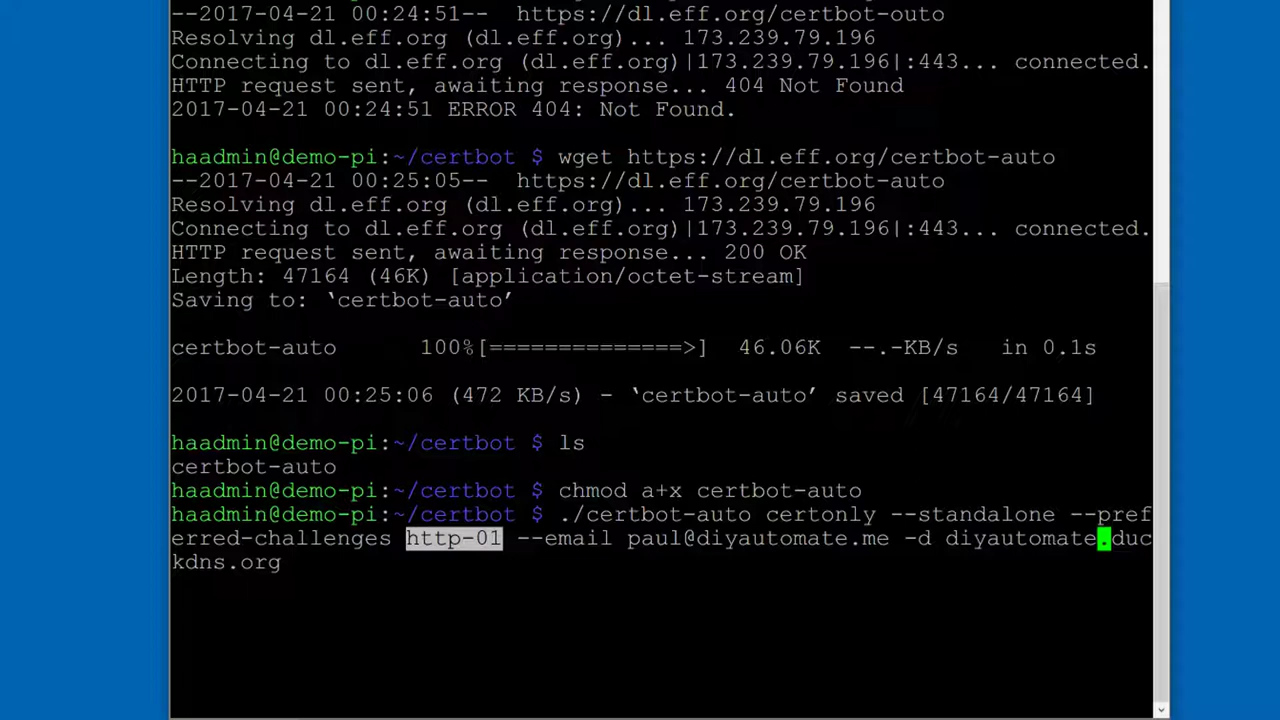 --2017-04-21 00:24:51--  https://dl.eff.org/certbot-outo
Resolving dl.eff.org (dl.eff.org)... 173.239.79.196
Connecting to dl.eff.org (dl.eff.org)|173.239.79.196|:443... connected.
HTTP request sent, awaiting response... 404 Not Found
2017-04-21 00:24:51 ERROR 404: Not Found.
haadmin@demo-pi:~/certbot $ wget https://dl.eff.org/certbot-auto
--2017-04-21 00:25:05--  https://dl.eff.org/certbot-auto
Resolving dl.eff.org (dl.eff.org)... 173.239.79.196
Connecting to dl.eff.org (dl.eff.org)|173.239.79.196|:443... connected.
HTTP request sent, awaiting response... 200 OK
Length: 47164 (46K) [application/octet-stream]
Saving to: ‘certbot-auto’
certbot-auto      100%[==============>]  46.06K  --.-KB/s   in 0.1s
2017-04-21 00:25:06 (472 KB/s) - ‘certbot-auto’ saved [47164/47164]
haadmin@demo-pi:~/certbot $ ls
certbot-auto
haadmin@demo-pi:~/certbot $ chmod a+x certbot-auto
haadmin@demo-pi:~/certbot $ ./certbot-auto certonly --standalone --pref
erred-challenges http-01 --email paul@diyautomate.me -d diyautomate.duc
kdns.org